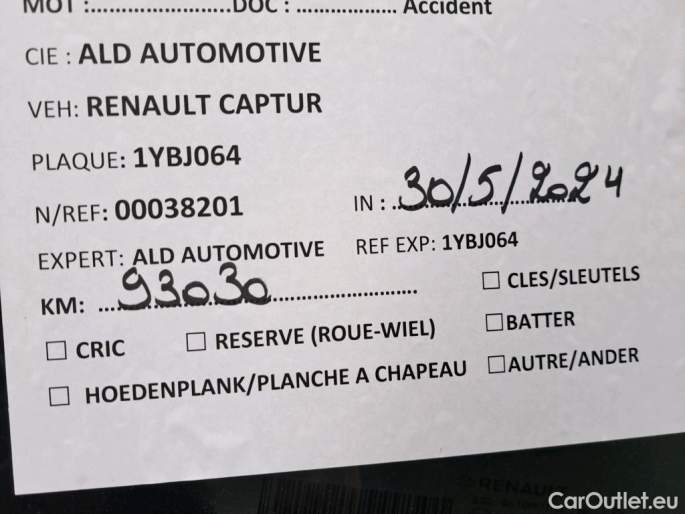 MOT :........................DOC : .................. Accident
CIE : ALD AUTOMOTIVE
VEH: RENAULT CAPTUR
PLAQUE: 1YBJ064
N/REF: 00038201 IN : 30/5/2024
EXPERT: ALD AUTOMOTIVE REF EXP: 1YBJ064
KM: ...93030..........................
CLES/SLEUTELS
CRIC RESERVE (ROUE-WIEL) BATTER
HOEDENPLANK/PLANCHE A CHAPEAU AUTRE/ANDER
RENAULT
CarOutlet.eu